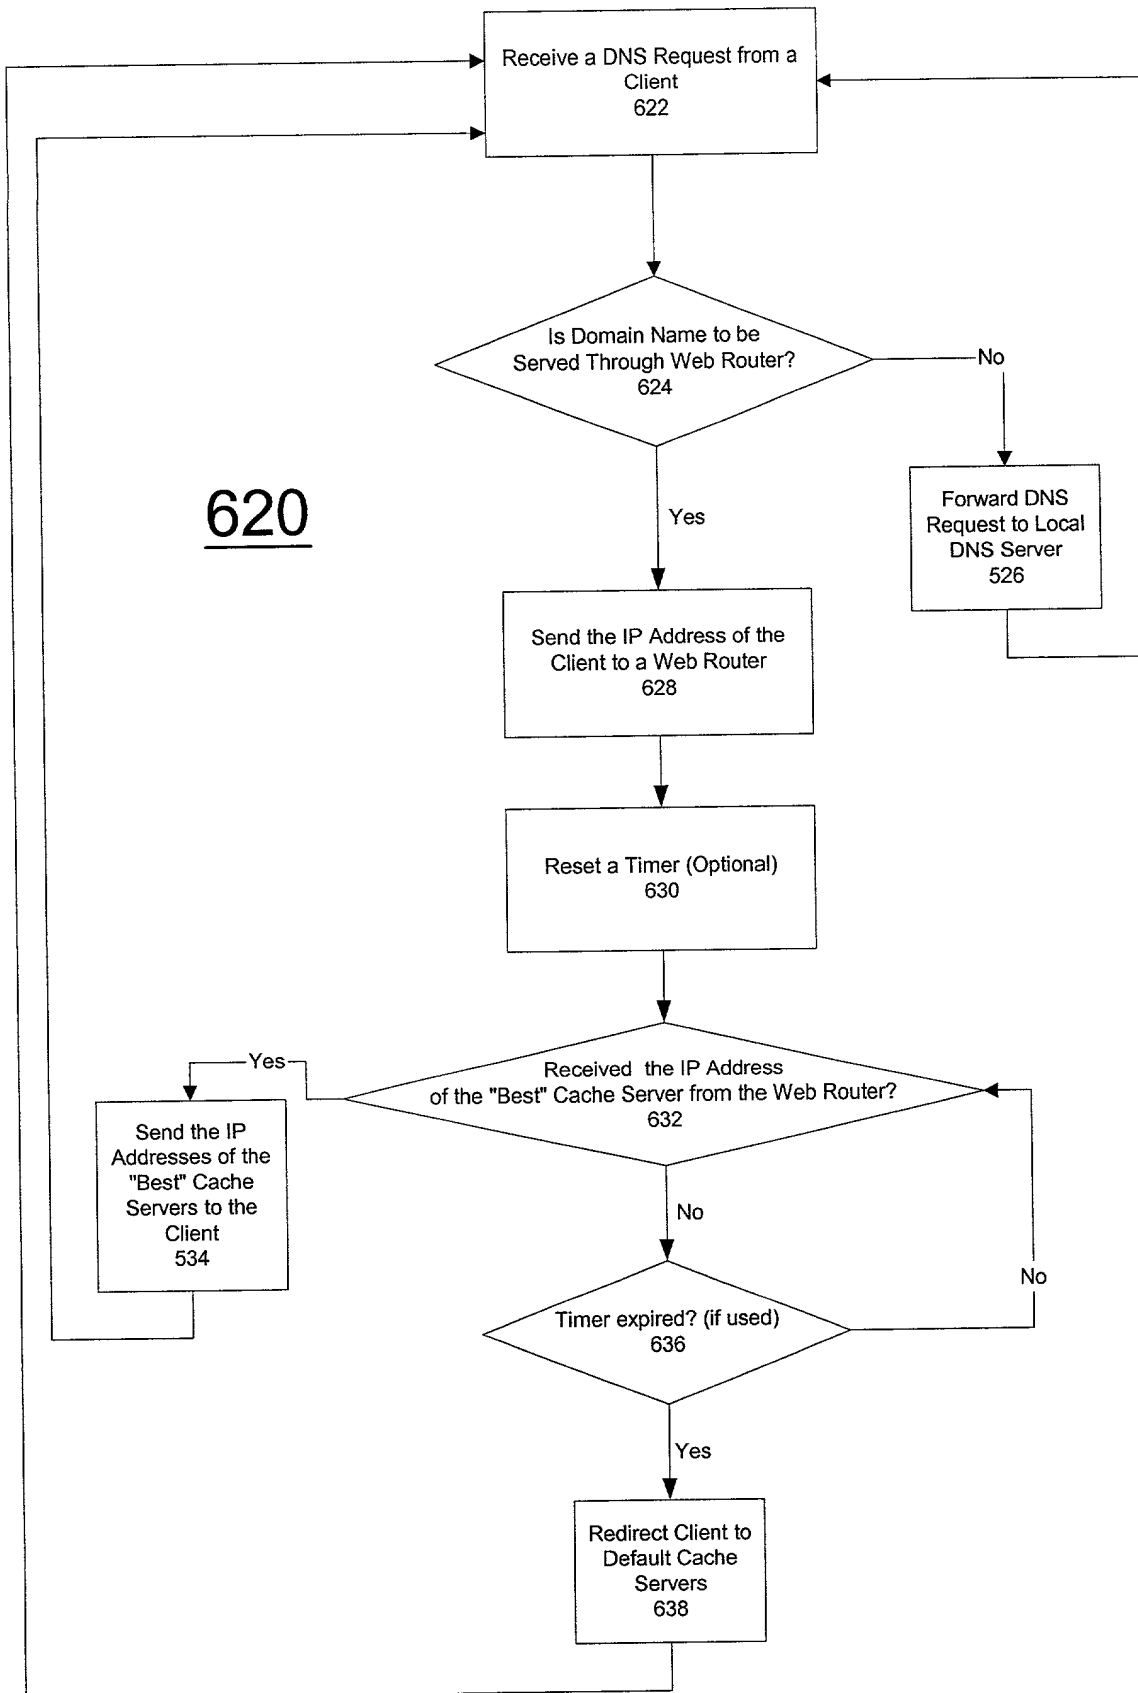 Receive a DNS Request from a
Client
622
Is Domain Name to be
Served Through Web Router?
624
No
620
Yes
Forward DNS
Request to Local
DNS Server
526
Send the IP Address of the
Client to a Web Router
628
Reset a Timer (Optional)
630
Yes
Received the IP Address
of the "Best" Cache Server from the Web Router?
632
Send the IP
Addresses of the
"Best" Cache
Servers to the
Client
534
No
No
Timer expired? (if used)
636
Yes
Redirect Client to
Default Cache
Servers
638